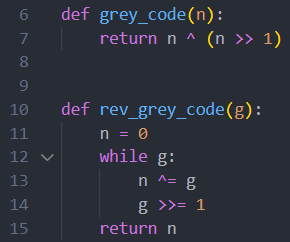 6 def grey_code(n):
7     return n ^ (n >> 1)
8
9
10 def rev_grey_code(g):
11     n = 0
12     while g:
13         n ^= g
14         g >>= 1
15     return n